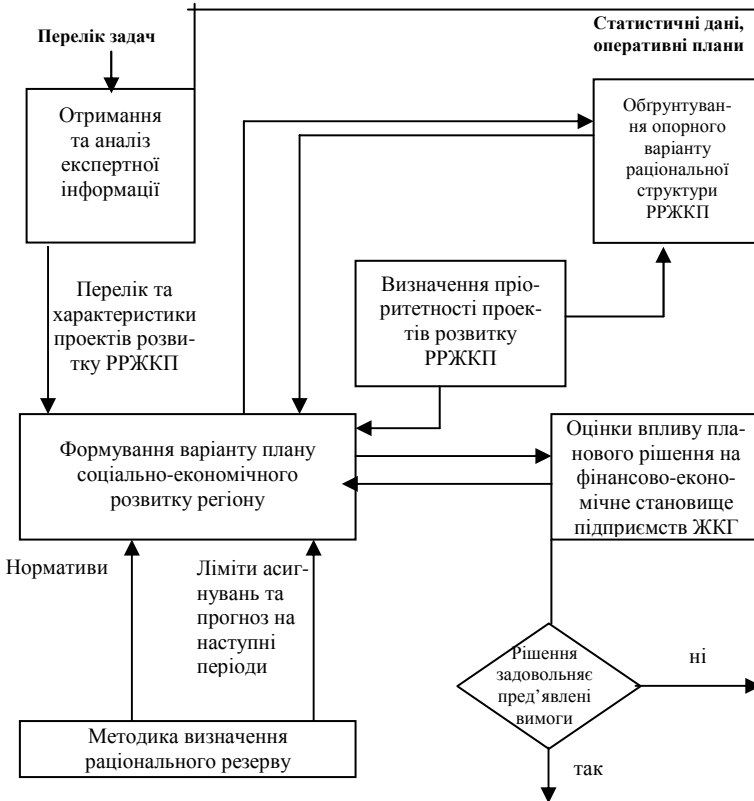 Перелік задач
Статистичні дані,
оперативні плани
Отримання
та аналіз
експертної
інформації
Обґрунтуван-
ня опорного
варіанту
раціональної
структури
РРЖКП
Перелік та
характеристики
проектів розви-
тку РРЖКП
Визначення пріо-
ритетності проек-
тів розвитку
РРЖКП
Формування варіанту плану
соціально-економічного
розвитку регіону
Оцінки впливу пла-
нового рішення на
фінансово-еконо-
мічне становище
підприємств ЖКГ
Нормативи
Ліміти асиг-
нувань та
прогноз на
наступні
періоди
Рішення
задовольняє
пред’явлені
вимоги
ні
так
Методика визначення
раціонального резерву